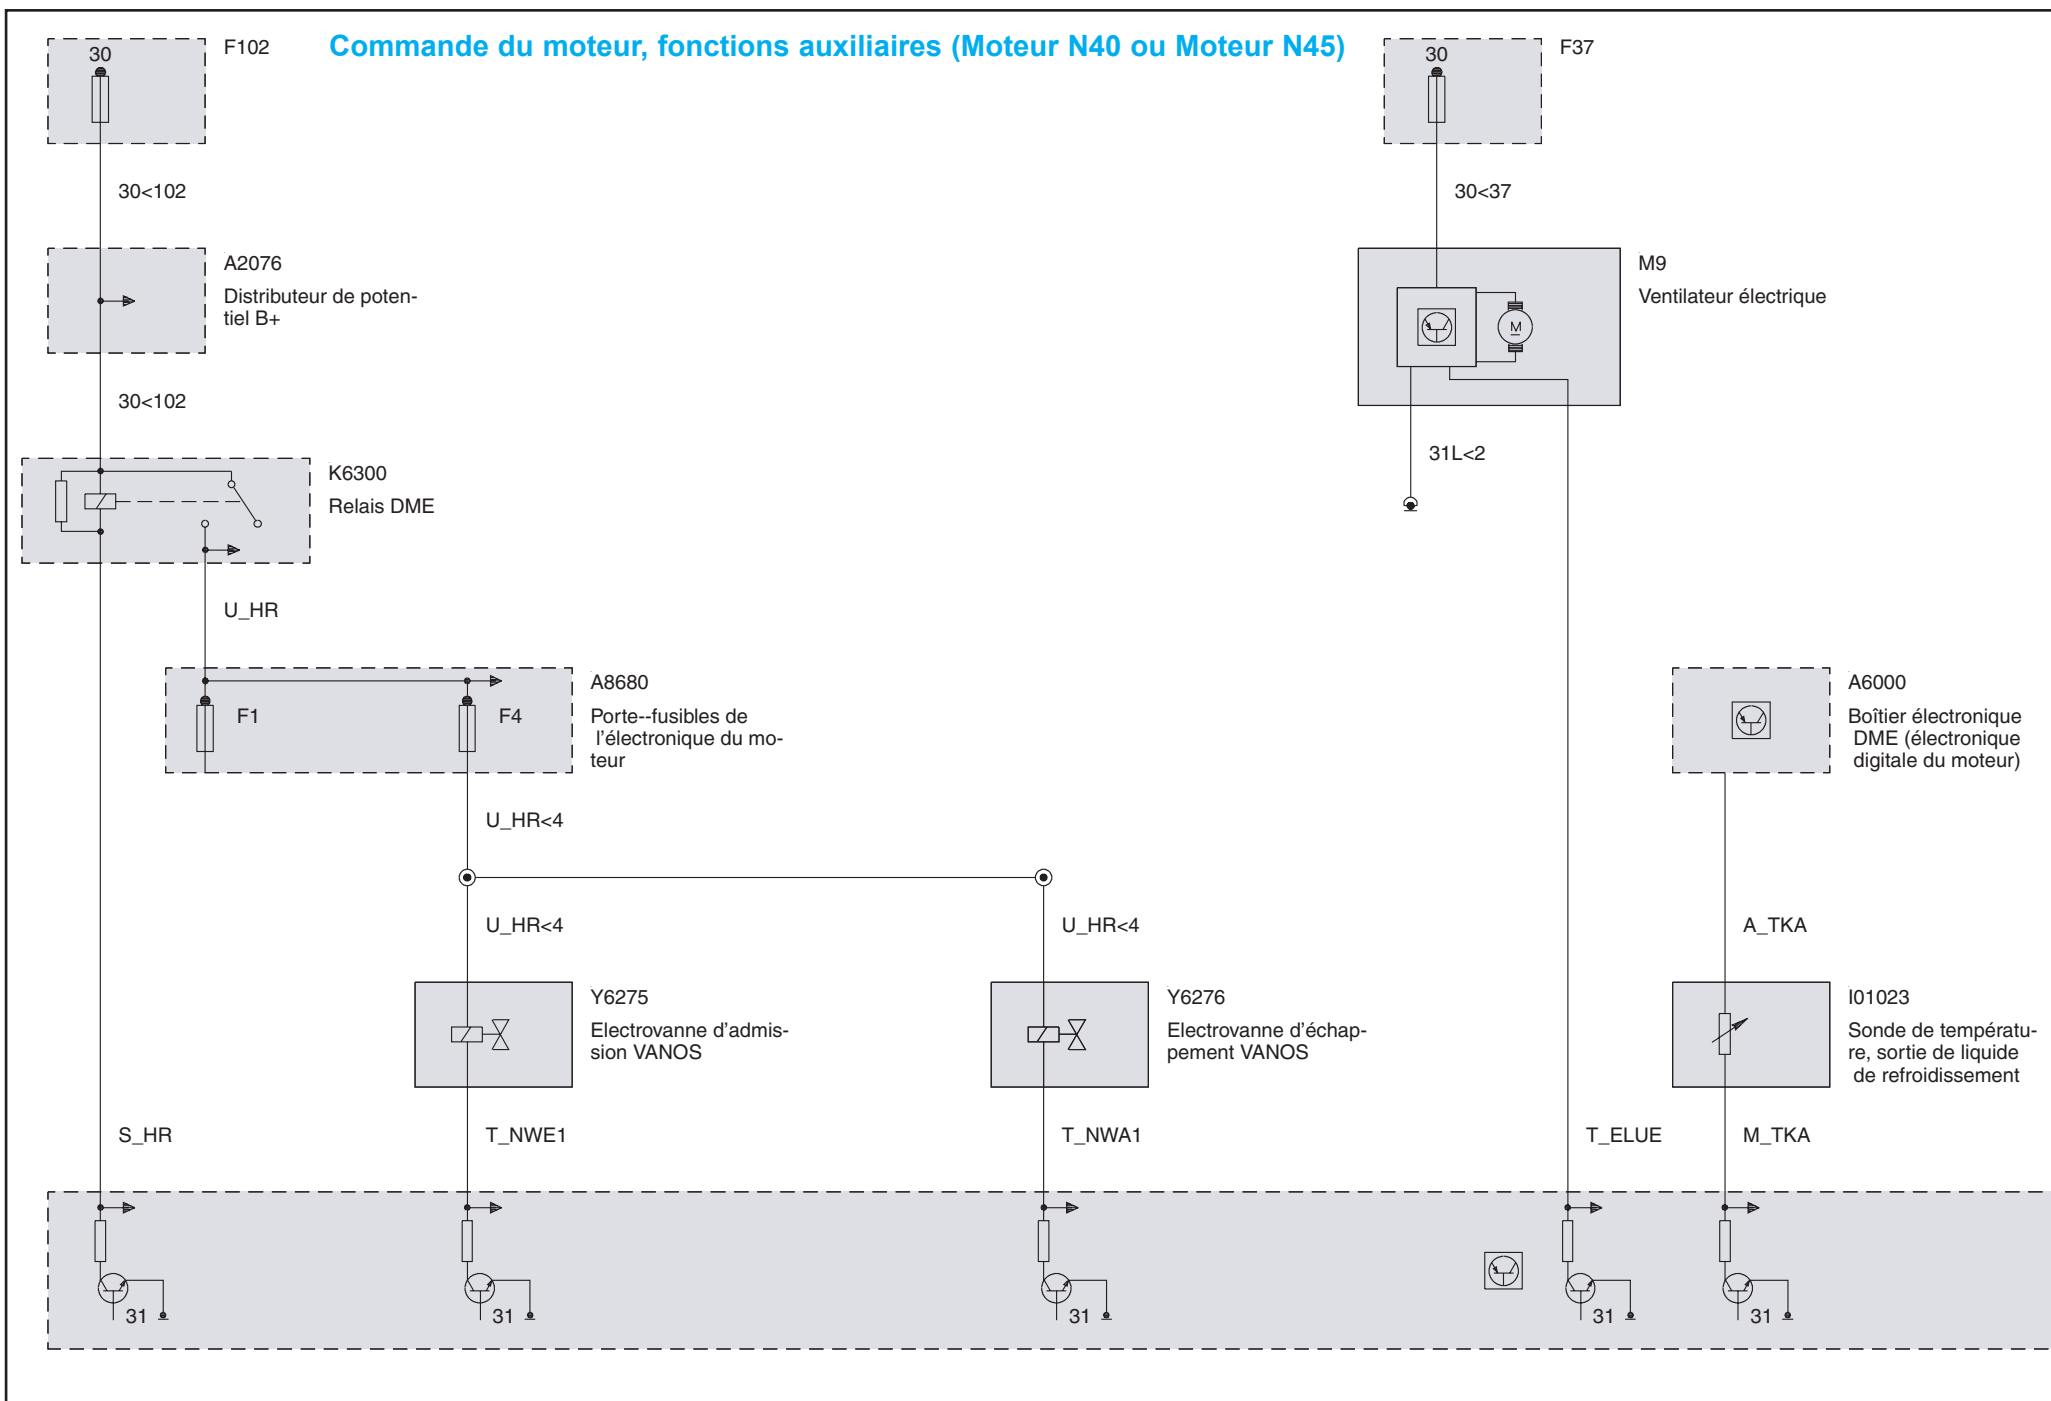 Commande du moteur, fonctions auxiliaires (Moteur N40 ou Moteur N45)
30
F102
30
F37
30<102
30<37
A2076
Distributeur de poten-
tiel B+
M9
Ventilateur électrique
M
30<102
31L<2
K6300
Relais DME
U_HR
F1
F4
A8680
Porte--fusibles de
l'électronique du mo-
teur
A6000
Boîtier électronique
DME (électronique
digitale du moteur)
U_HR<4
U_HR<4
U_HR<4
A_TKA
Y6275
Electrovanne d'admis-
sion VANOS
Y6276
Electrovanne d'échap-
pement VANOS
I01023
Sonde de températu-
re, sortie de liquide
de refroidissement
S_HR
T_NWE1
T_NWA1
T_ELUE
M_TKA
31
31
31
31
31